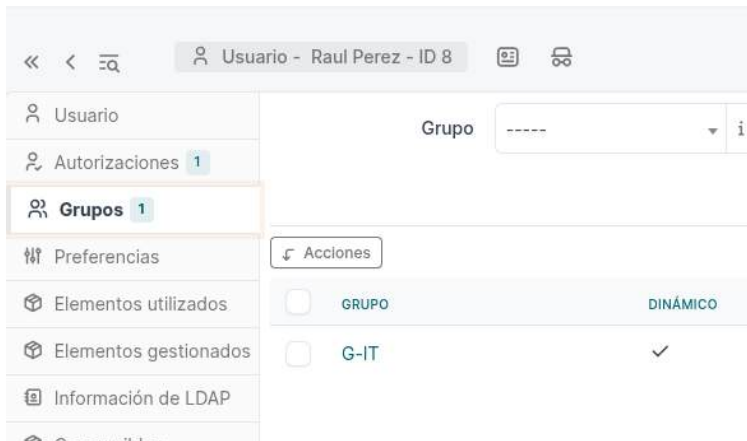 Usuario - Raul Perez - ID 8
Usuario
Autorizaciones 1
Grupos 1
Preferencias
Elementos utilizados
Elementos gestionados
Información de LDAP
Grupo ----- i
Acciones
GRUPO DINÁMICO
G-IT